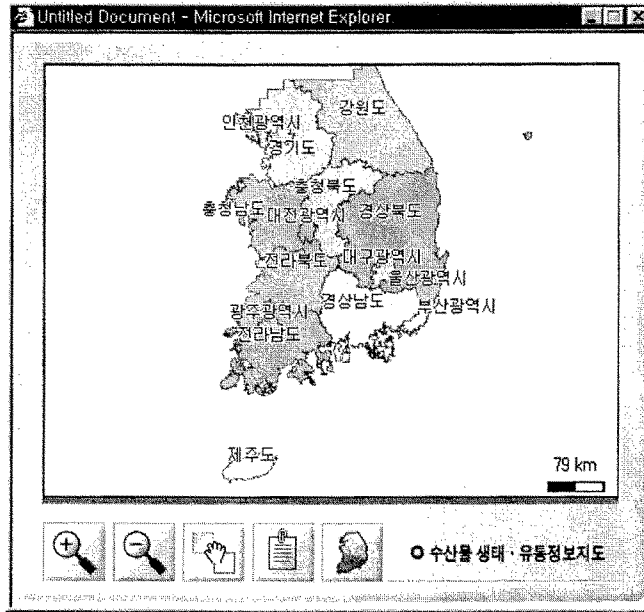 Untitled Document - Microsoft Internet Explorer
강원도
인천광역시
경기도
충청북도
충청남도
대전광역시 경상북도
전라북도 대구광역시
울산광역시
경상남도
부산광역시
광주광역시
전라남도
제주도
79 km
수산물 생태 · 유통정보지도